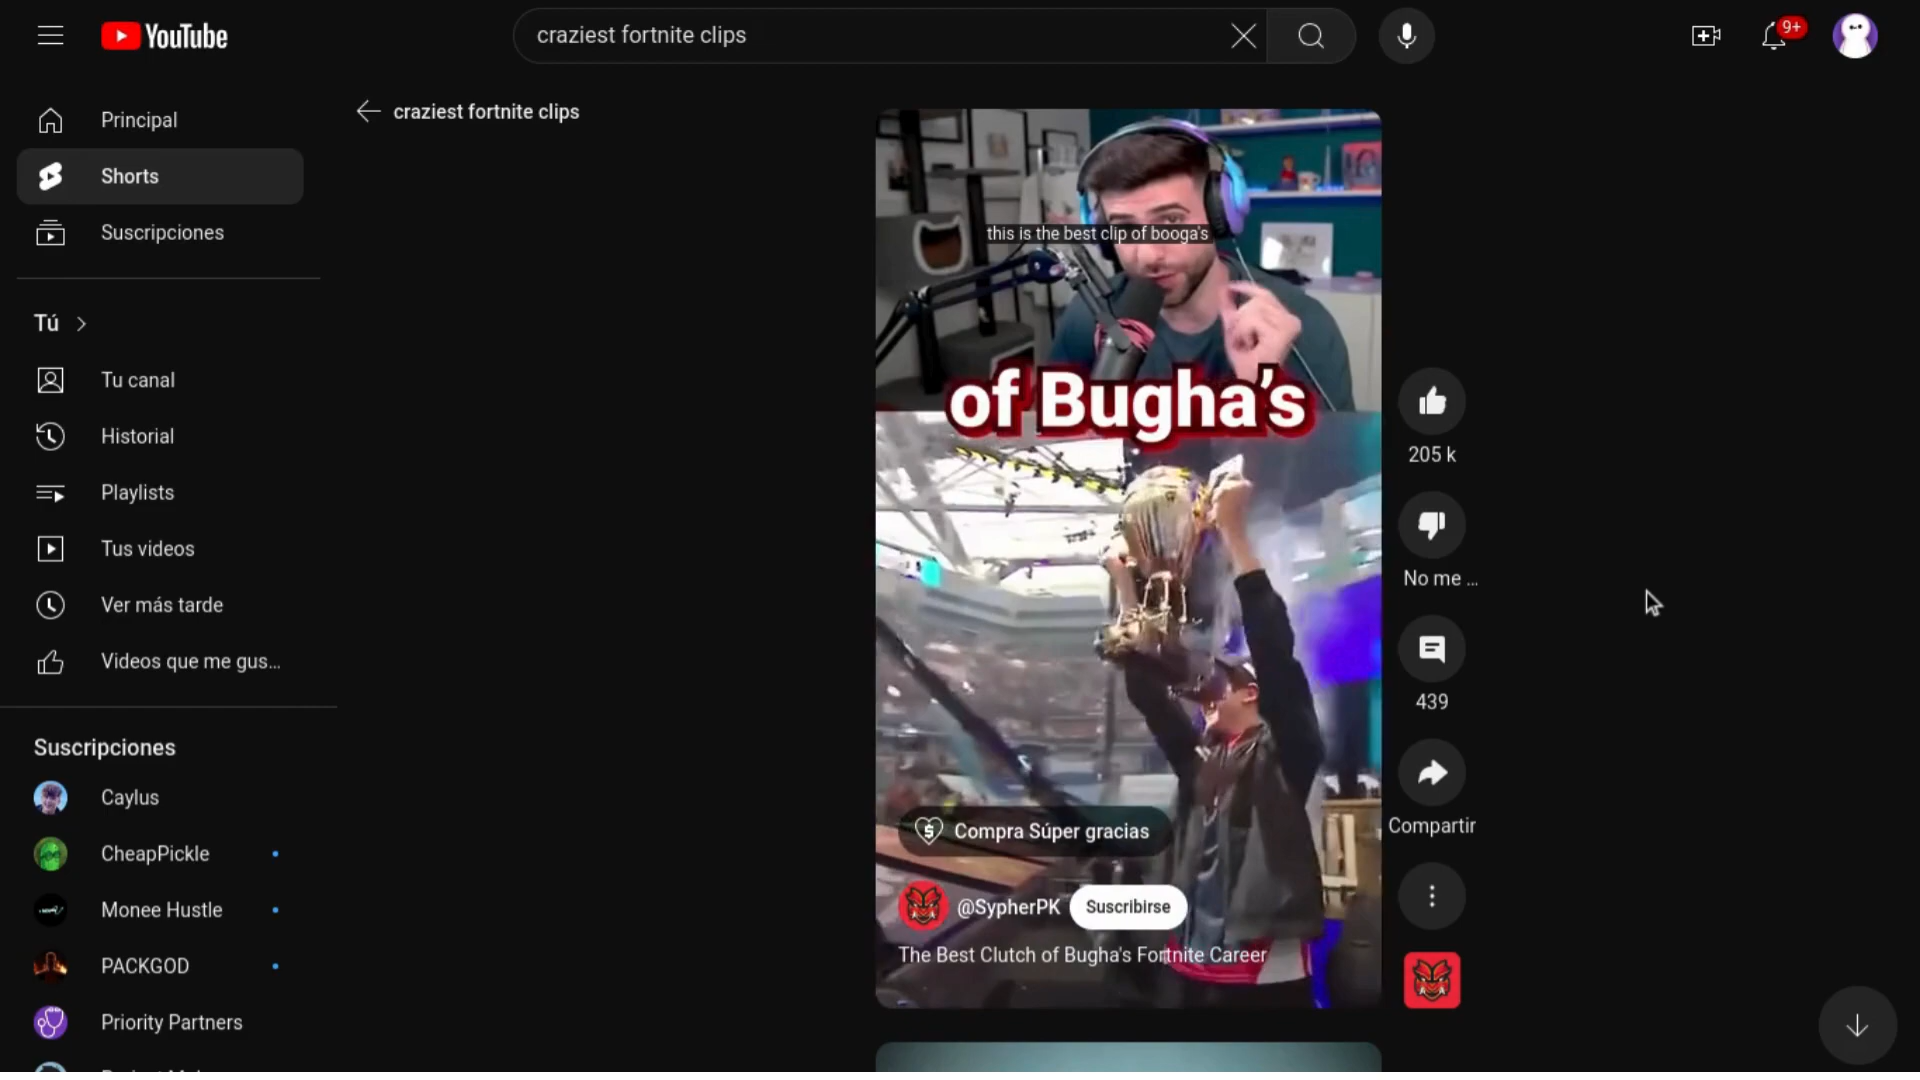 YouTube
craziest fortnite clips
9+
Principal
Shorts
Suscripciones
Tú
Tu canal
Historial
Playlists
Tus videos
Ver más tarde
Videos que me gus...
Suscripciones
Caylus
CheapPickle
Monee Hustle
PACKGOD
Priority Partners
craziest fortnite clips
this is the best clip of booga's
of Bugha's
Compra Súper gracias
@SypherPK
Suscribirse
The Best Clutch of Bugha's Fortnite Career
205 k
No me ...
439
Compartir